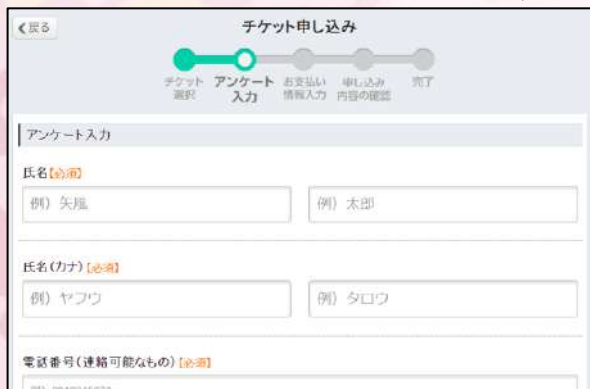 戻る
チケット申し込み
チケット
選択
アンケート
入力
お支払い
情報入力
申し込み
内容の確認
完了
アンケート入力
氏名【必須】
例）矢風
例）太郎
氏名(カナ)【必須】
例）ヤフウ
例）タロウ
電話番号(連絡可能なもの)【必須】